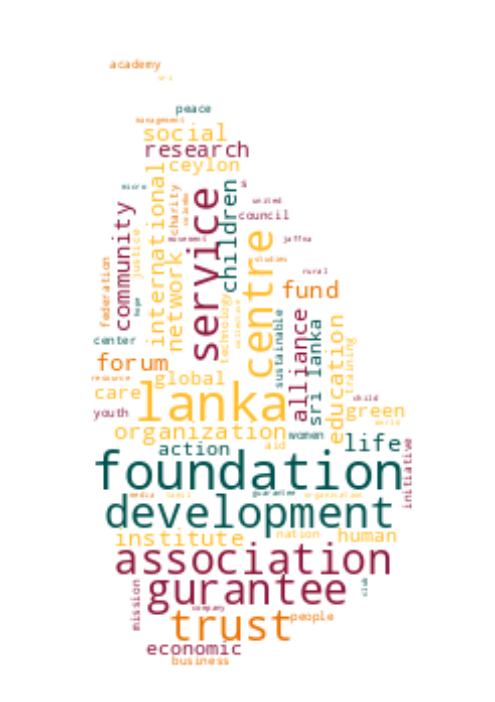 academy
sri
peace
management
social
research
ceylon
micro
international
charity
service
children
s
united
council
community
colombo
movement
jaffna
justice
network
centre
studies
rural
hope
federation
technology
collective
fund
center
sustainable
alliance
sri lanka
education
training
forum
resource
global
care
lanka
child
youth
green
world
organization
women
action
aid
life
initiative
foundation
media
tamil
guarantee
organisation
development
institute
nation
human
association
mission
gurantee
club
company
trust
people
economic
business